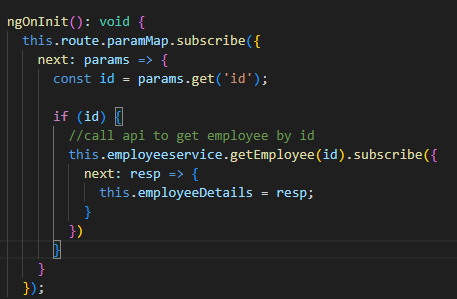 ngOnInit(): void {
this.route.paramMap.subscribe({
next: params => {
const id = params.get('id');
if (id) {
//call api to get employee by id
this.employeeservice.getEmployee(id).subscribe({
next: resp => {
this.employeeDetails = resp;
}
})
}
}
});